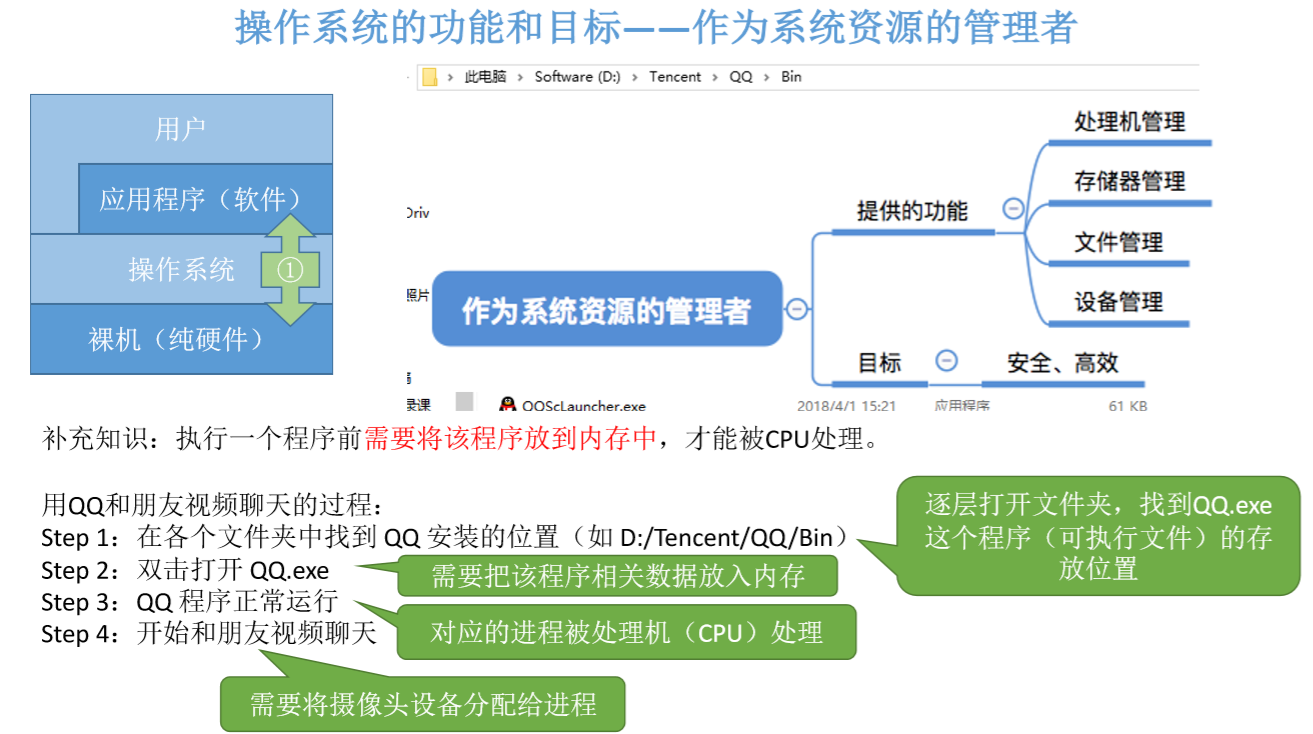 操作系统的功能和目标——作为系统资源的管理者
此电脑 > Software (D:) > Tencent > QQ > Bin
用户
应用程序（软件）
操作系统
①
裸机（纯硬件）
Driv
照片
录课
作为系统资源的管理者
提供的功能
处理机管理
存储器管理
文件管理
设备管理
目标
安全、高效
QQScLauncher.exe 2018/4/1 15:21 应用程序 61 KB
补充知识：执行一个程序前需要将该程序放到内存中，才能被CPU处理。
用QQ和朋友视频聊天的过程：
Step 1：在各个文件夹中找到 QQ 安装的位置（如 D:/Tencent/QQ/Bin）
Step 2：双击打开 QQ.exe
Step 3：QQ 程序正常运行
Step 4：开始和朋友视频聊天
逐层打开文件夹，找到QQ.exe
这个程序（可执行文件）的存
放位置
需要把该程序相关数据放入内存
对应的进程被处理机（CPU）处理
需要将摄像头设备分配给进程